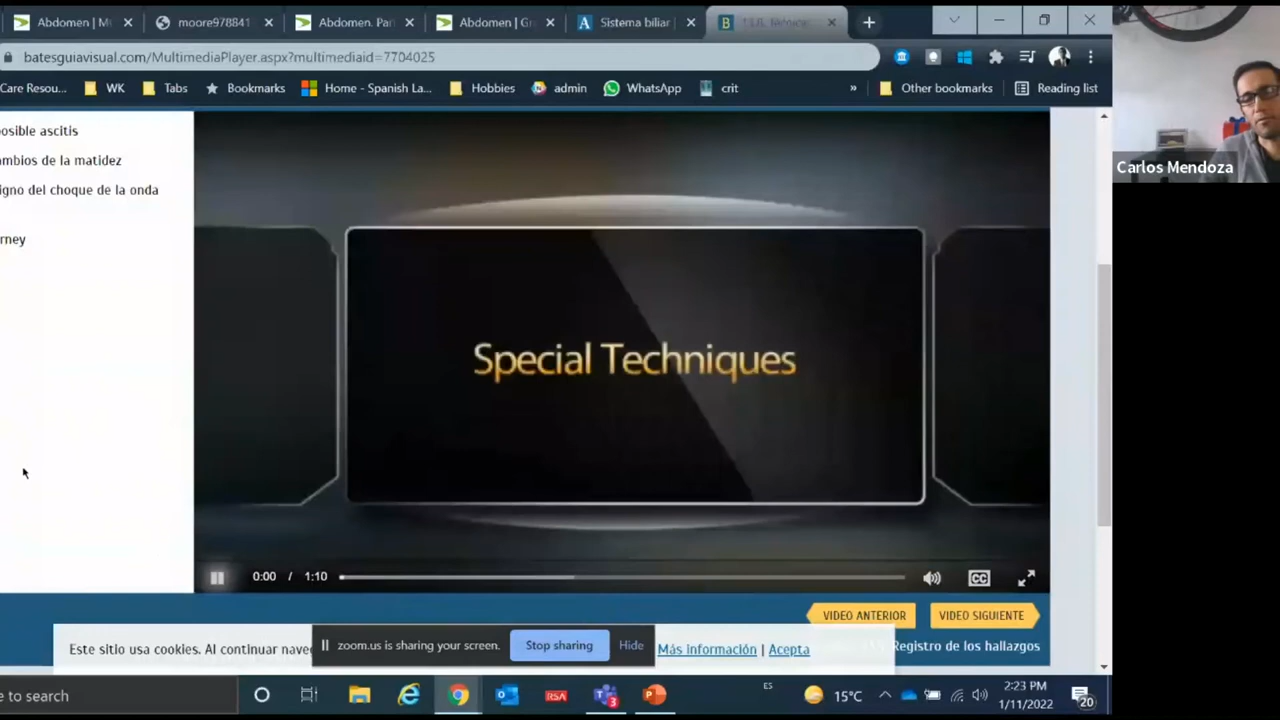 Abdomen | M
moore978841
Abdomen. Par
Abdomen | Gr
Sistema biliar |
batesguiavisual.com/MultimediaPlayer.aspx?multimediaid=7704025
Care Resou...
WK
Tabs
Bookmarks
Home - Spanish La...
Hobbies
admin
WhatsApp
crit
»
Other bookmarks
Reading list
osible ascitis
ambios de la matidez
igno del choque de la onda
rney
Special Techniques
0:00 / 1:10
CC
VIDEO ANTERIOR
VIDEO SIGUIENTE
Este sitio usa cookies. Al continuar nave
zoom.us is sharing your screen.
Stop sharing
Hide
Más información | Acepta
Registro de los hallazgos
e to search
RSA
3
ES
15°C
2:23 PM
1/11/2022
20
Carlos Mendoza